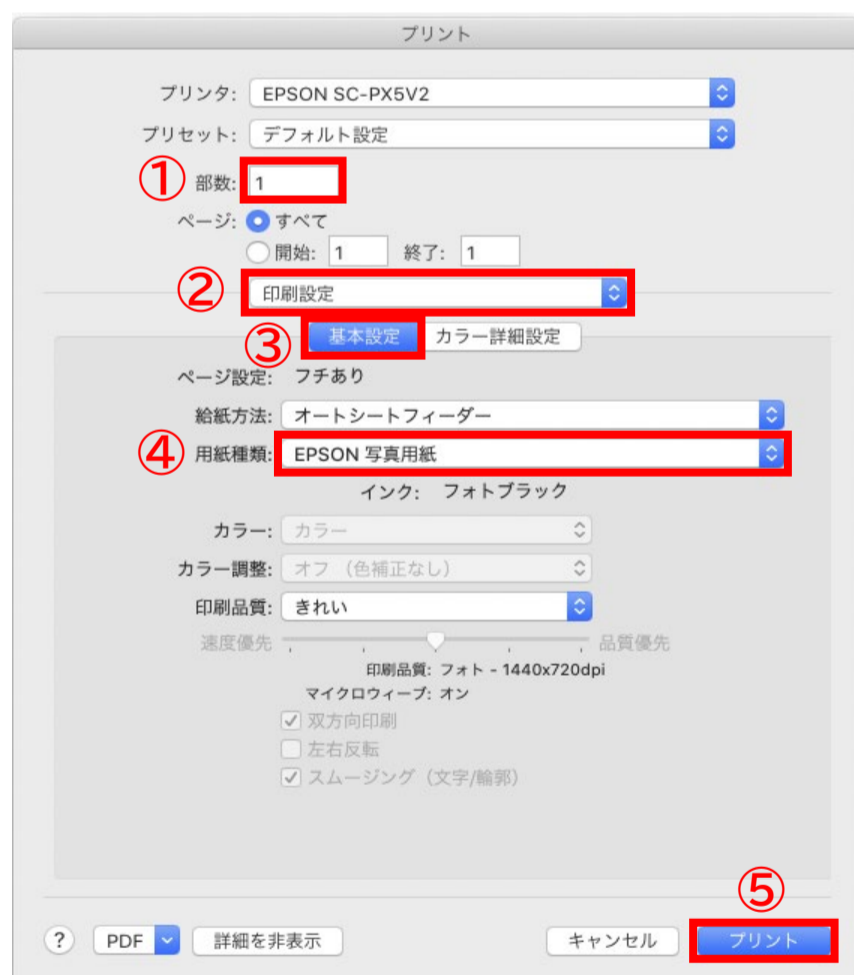 プリント
プリンタ: EPSON SC-PX5V2
プリセット: デフォルト設定
① 部数: 1
ページ: すべて
開始: 1 終了: 1
② 印刷設定
③ 基本設定 カラー詳細設定
ページ設定: フチあり
給紙方法: オートシートフィーダー
④ 用紙種類: EPSON 写真用紙
インク: フォトブラック
カラー: カラー
カラー調整: オフ (色補正なし)
印刷品質: きれい
速度優先 品質優先
印刷品質: フォト - 1440x720dpi
マイクロウィーブ: オン
双方向印刷
左右反転
スムージング (文字/輪郭)
⑤
? PDF 詳細を非表示 キャンセル プリント